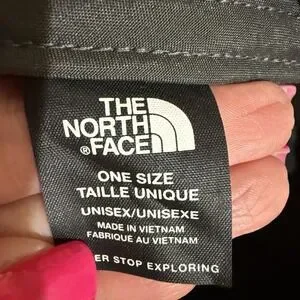 THE
NORTH
® FACE
ONE SIZE
TAILLE UNIQUE
UNISEX/UNISEXE
MADE IN VIETNAM
FABRIQUÉ AU VIETNAM
STOP EXPLORING